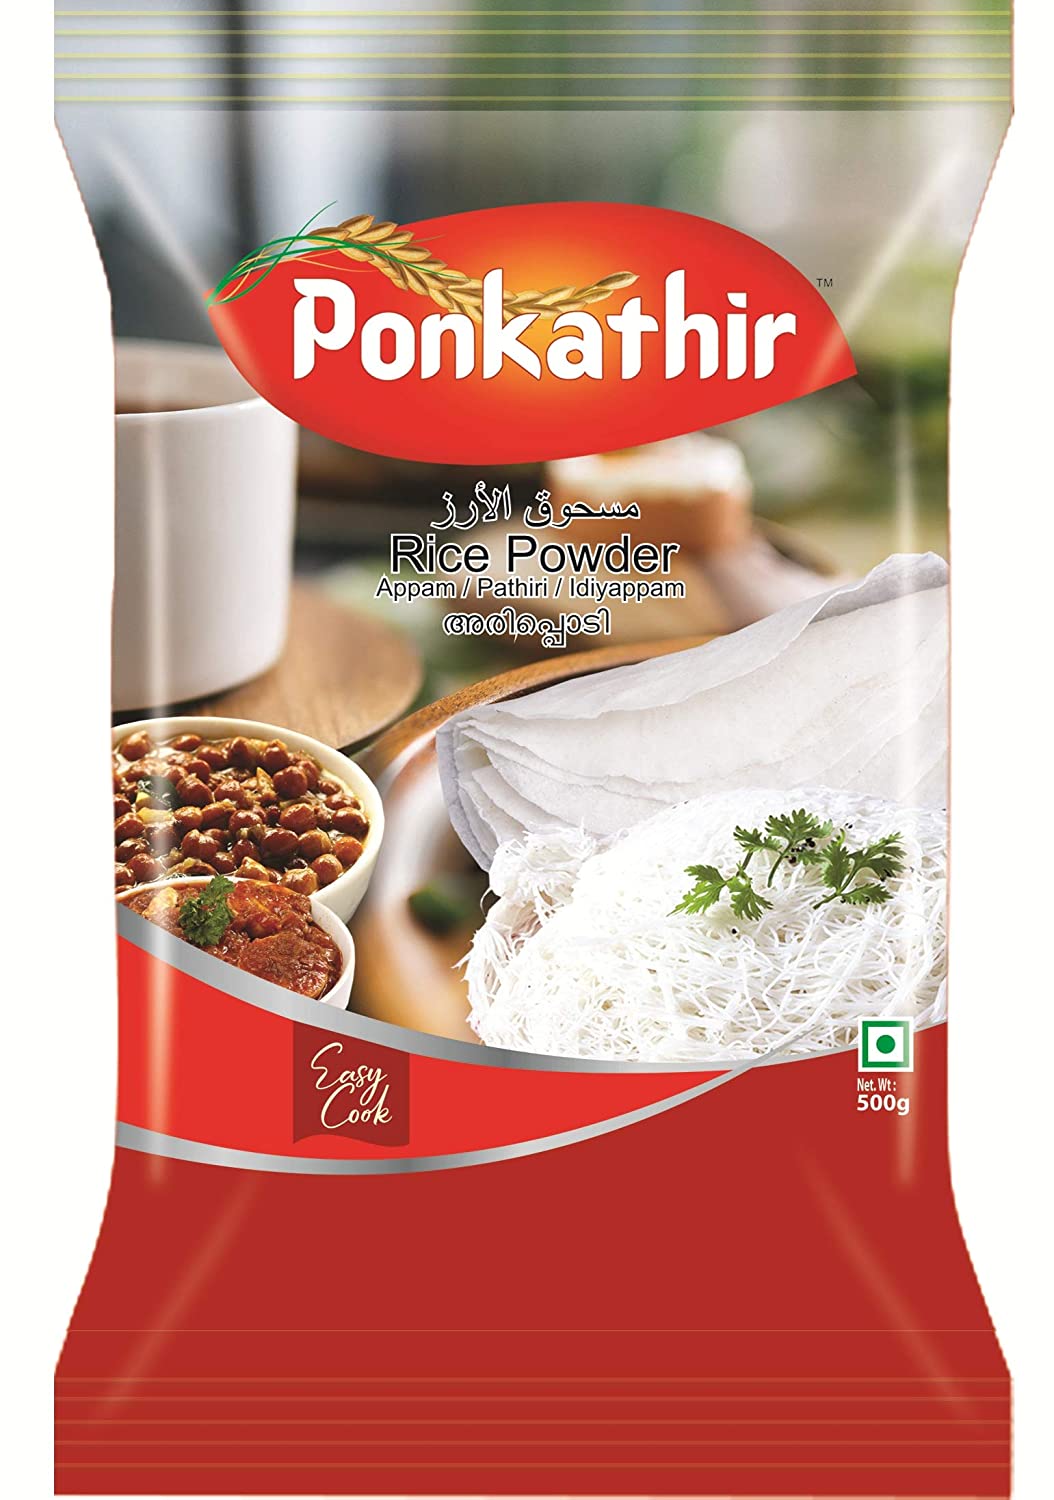 Ponkathir
TM
مسحوق الأرز
Rice Powder
Appam / Pathiri / Idiyappam
അരിപ്പൊടി
Easy
Cook
Net. Wt :
500g